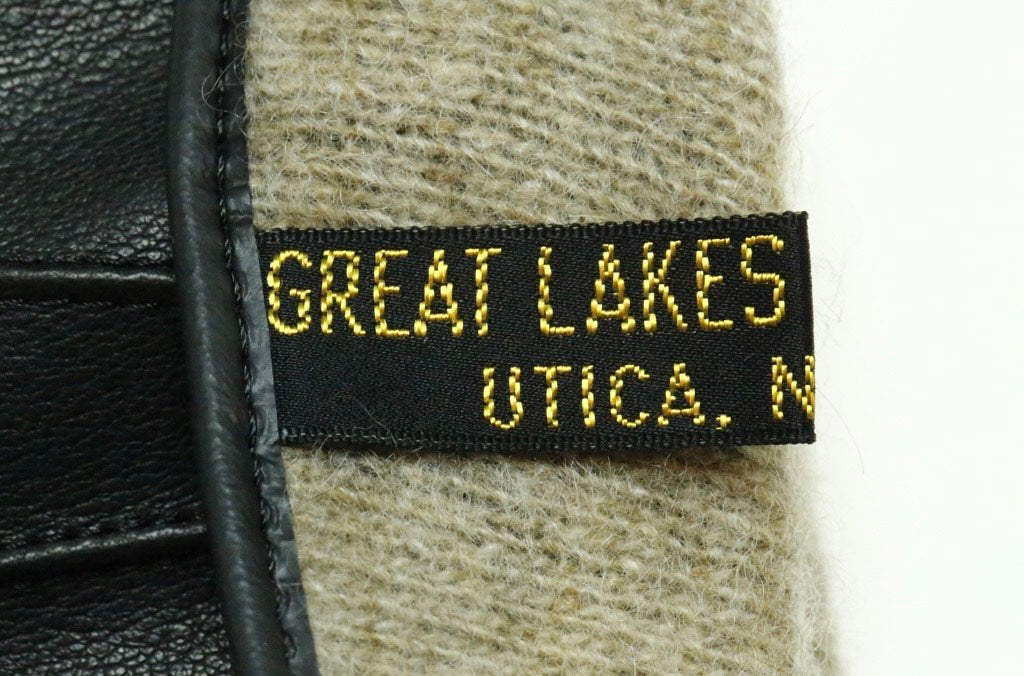 GREAT LAKES
UTICA, N